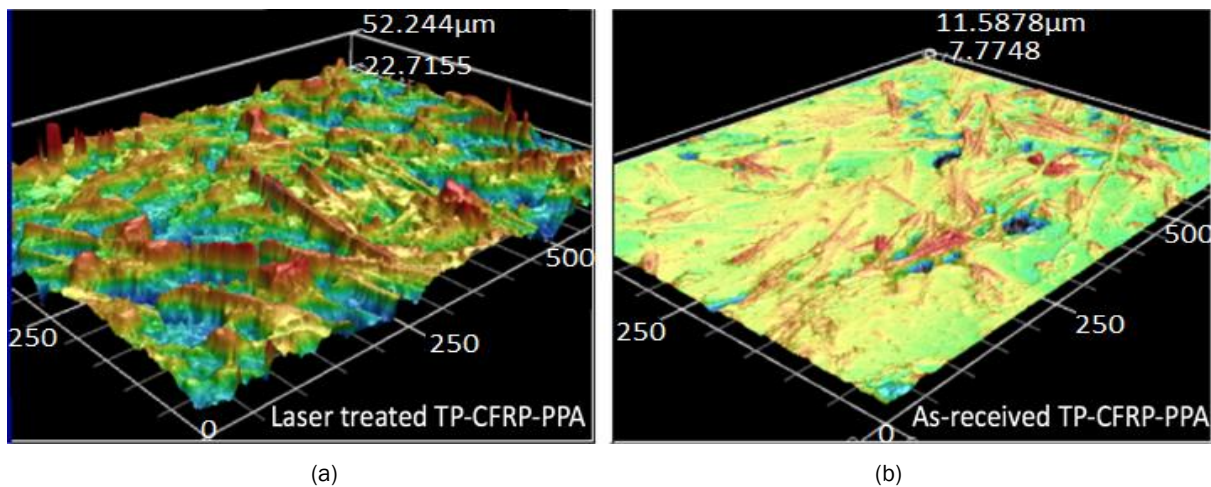 52.244µm
22.7155
500
250
250
0
Laser treated TP-CFRP-PPA
(a)
11.5878µm
-7.7748
500
250
250
0
As-received TP-CFRP-PPA
(b)